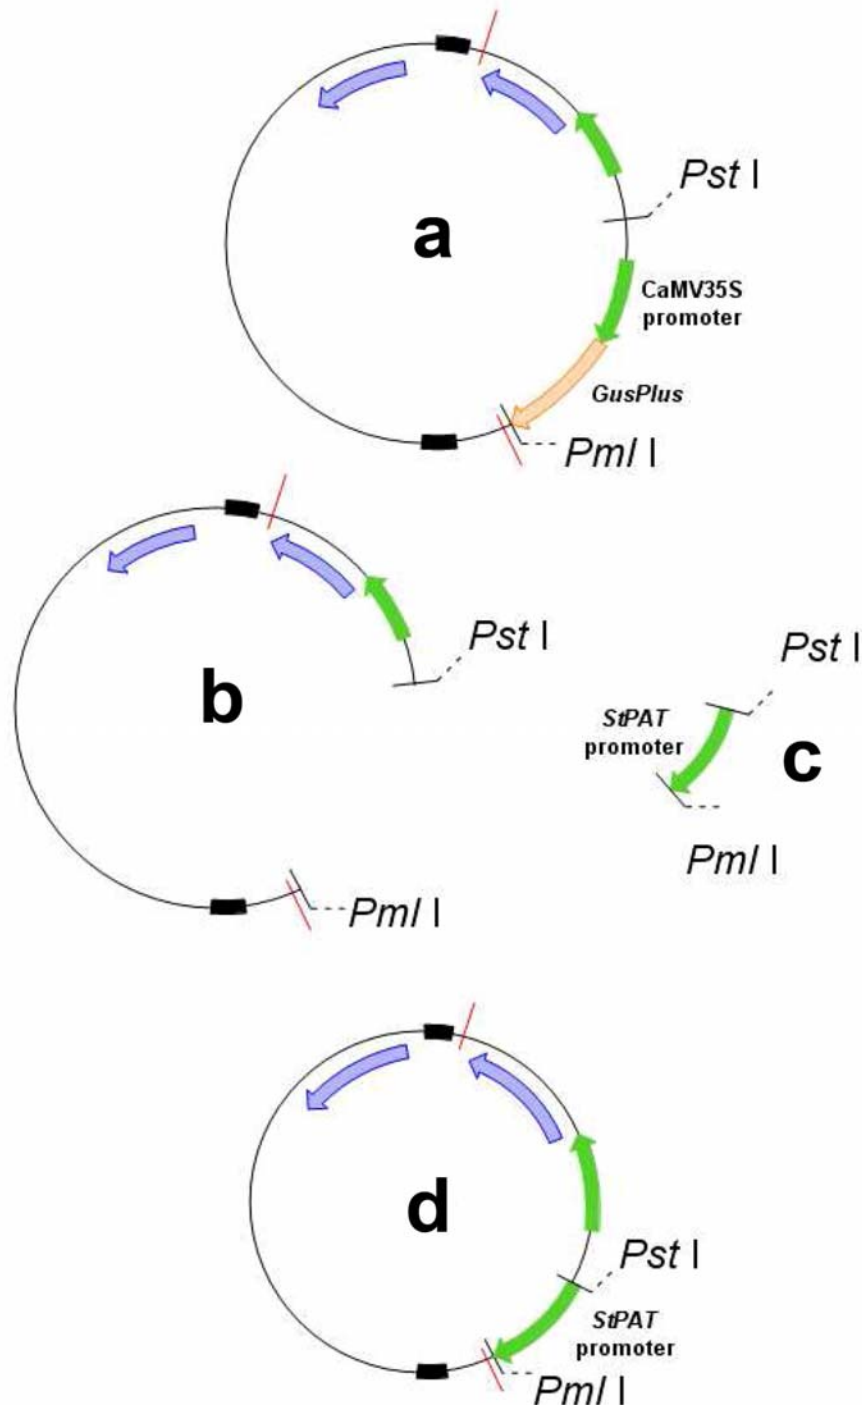 Pst I
a
CaMV35S
promoter
GusPlus
Pml I
Pst I
b
Pml I
Pst I
StPAT
promoter
c
Pml I
d
Pst I
StPAT
promoter
Pml I